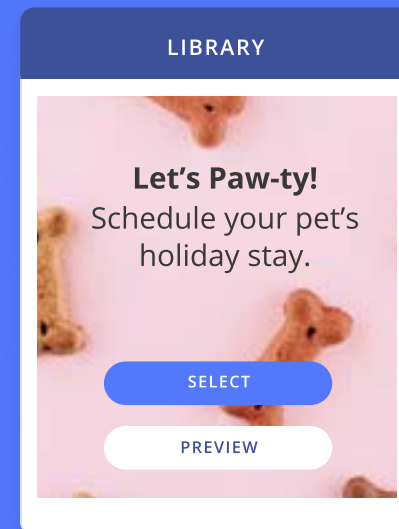 LIBRARY
Let’s Paw-ty!
Schedule your pet’s
holiday stay.
SELECT
PREVIEW